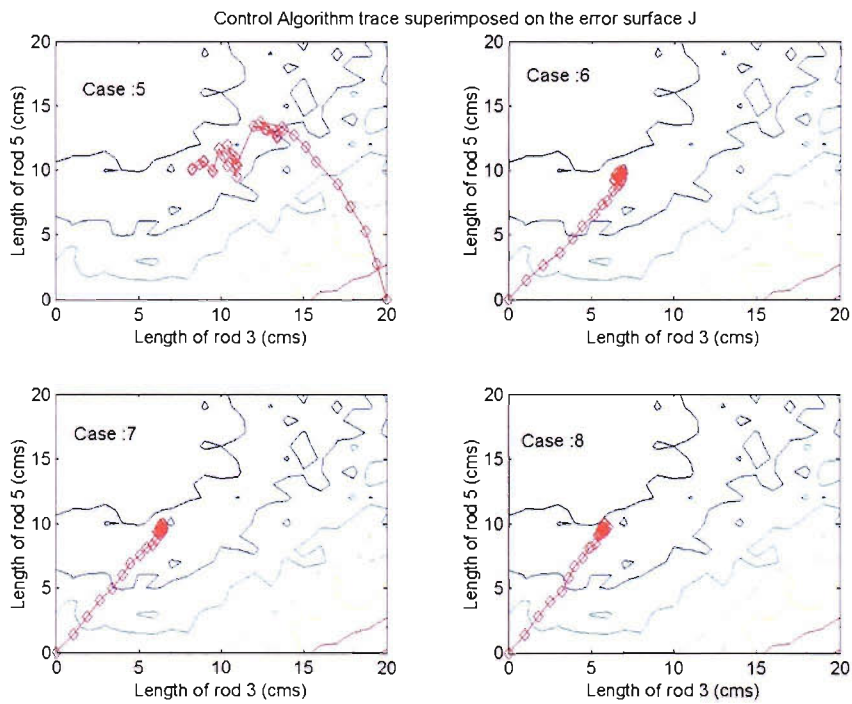 Control Algorithm trace superimposed on the error surface J
20
15
10
5
0
Length of rod 5 (cms)
Case :5
0 5 10 15 20
Length of rod 3 (cms)
20
15
10
5
0
Length of rod 5 (cms)
Case :6
0 5 10 15 20
Length of rod 3 (cms)
20
15
10
5
0
Length of rod 5 (cms)
Case :7
0 5 10 15 20
Length of rod 3 (cms)
20
15
10
5
0
Length of rod 5 (cms)
Case :8
0 5 10 15 20
Length of rod 3 (cms)